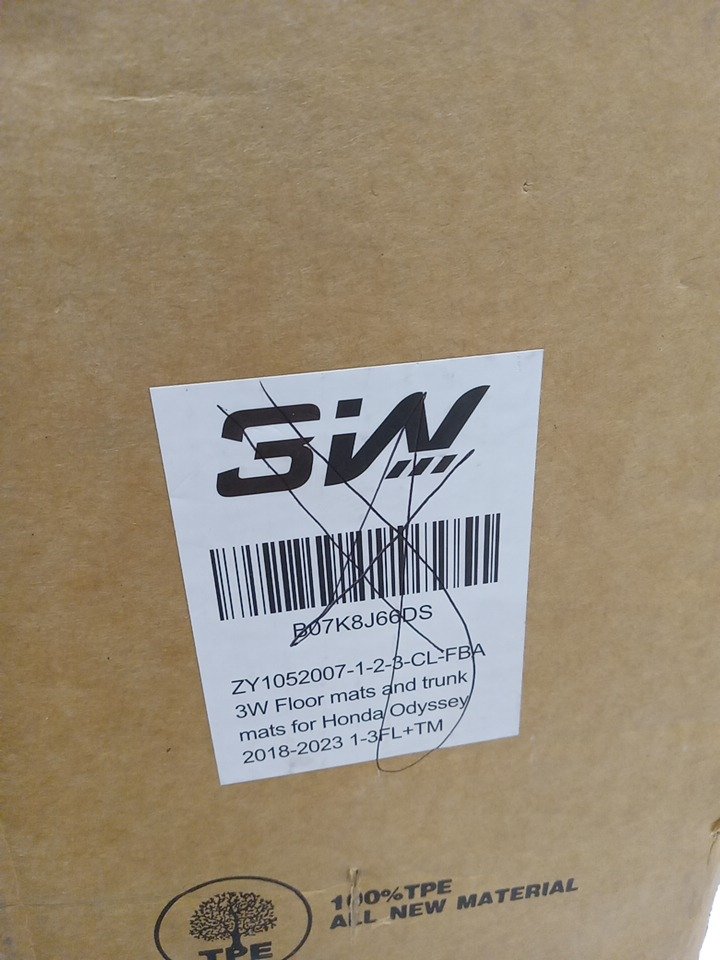 3W
B07K8J66DS
ZY1052007-1-2-3-CL-FBA
3W Floor mats and trunk
mats for Honda Odyssey
2018-2023 1-3FL+TM
100%TPE
ALL NEW MATERIAL
TPE